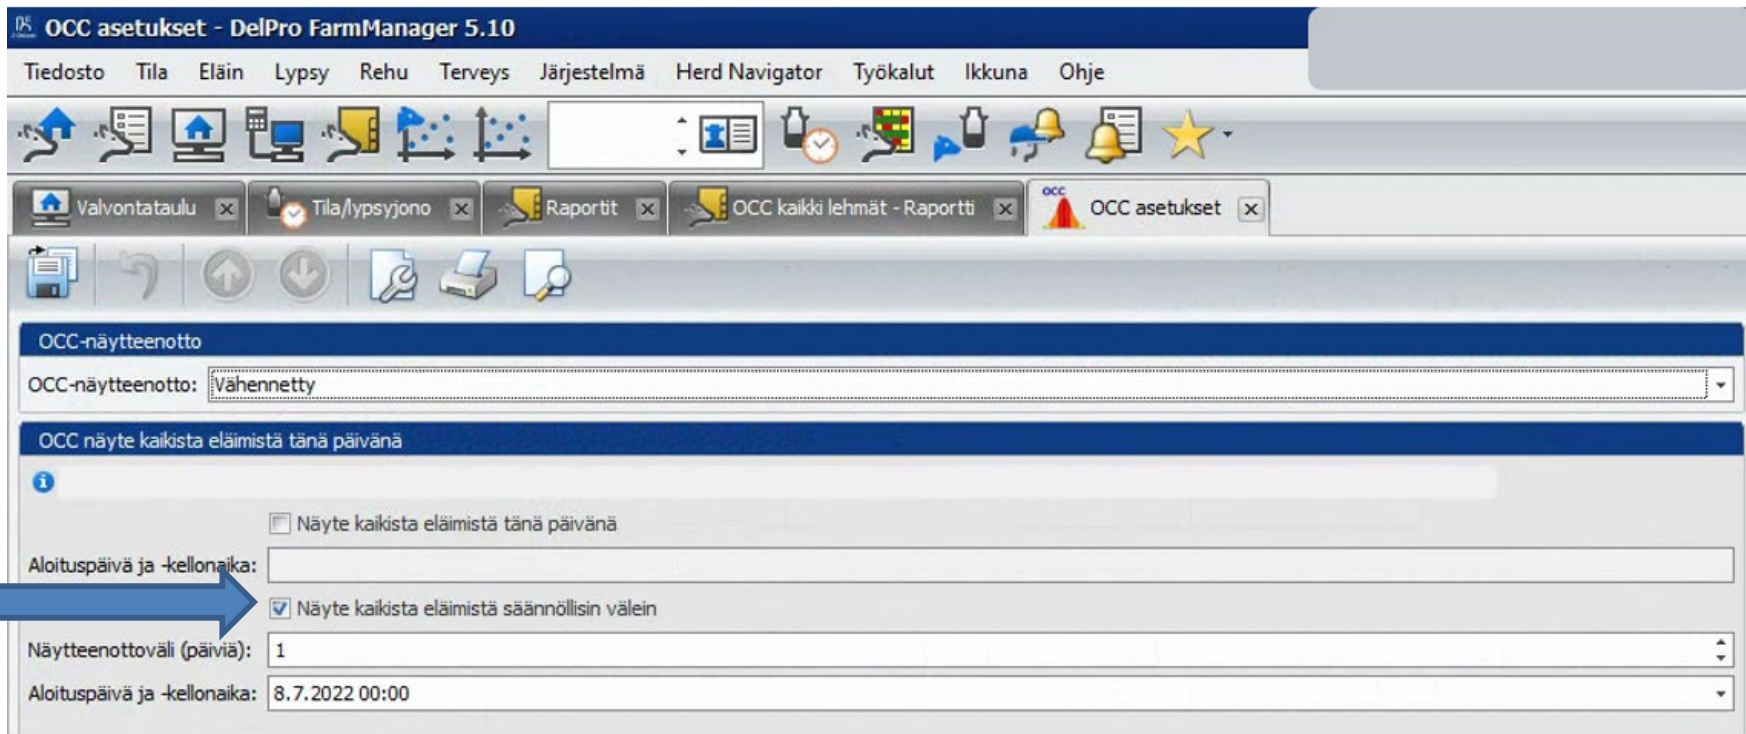 OCC asetukset - DelPro FarmManager 5.10
Tiedosto Tila Eläin Lypsy Rehu Terveys Järjestelmä Herd Navigator Työkalut Ikkuna Ohje
Valvontataulu Tila/lypsyjono Raportit OCC kaikki lehmät - Raportti OCC OCC asetukset
OCC-näytteenotto
OCC-näytteenotto: Vähennetty
OCC näyte kaikista eläimistä tänä päivänä
Näyte kaikista eläimistä tänä päivänä
Aloituspäivä ja -kellonaika:
Näyte kaikista eläimistä säännöllisin välein
Näytteenottoväli (päiviä): 1
Aloituspäivä ja -kellonaika: 8.7.2022 00:00